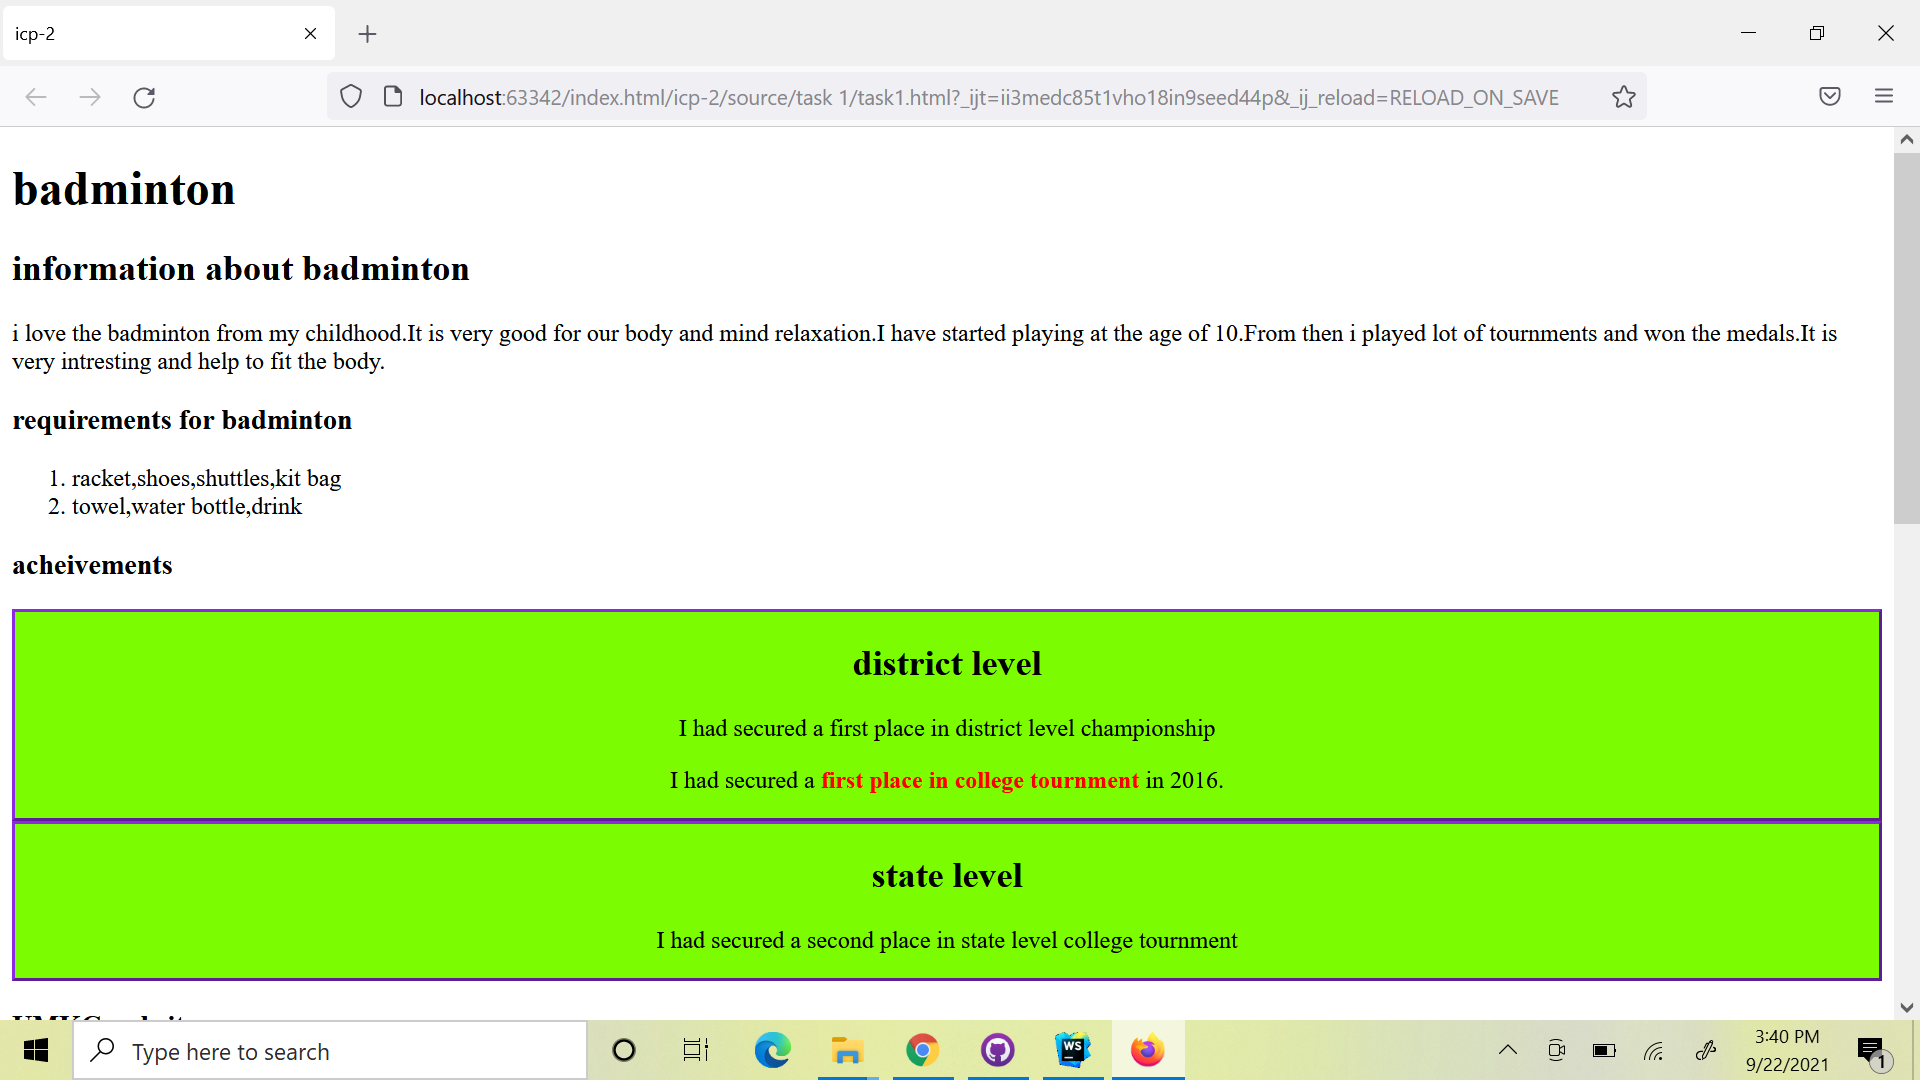 icp-2
localhost:63342/index.html/icp-2/source/task 1/task1.html?_ijt=ii3medc85t1vho18in9seed44p&_ij_reload=RELOAD_ON_SAVE
badminton
information about badminton
i love the badminton from my childhood.It is very good for our body and mind relaxation.I have started playing at the age of 10.From then i played lot of tournments and won the medals.It is
very intresting and help to fit the body.
requirements for badminton
1. racket,shoes,shuttles,kit bag
2. towel,water bottle,drink
acheivements
district level
I had secured a first place in district level championship
I had secured a first place in college tournment in 2016.
state level
I had secured a second place in state level college tournment
Type here to search
WS
3:40 PM
9/22/2021
1